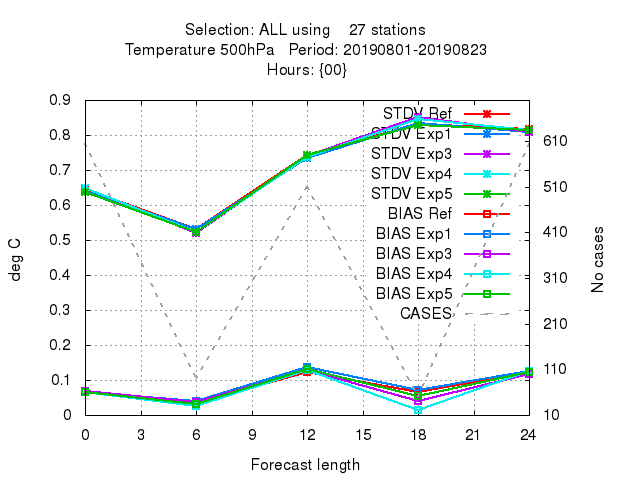 Selection: ALL using 27 stations
Temperature 500hPa Period: 20190801-20190823
Hours: {00}
0.9
0.8
0.7
0.6
0.5
0.4
0.3
0.2
0.1
0
deg C
STDV Ref
STDV Exp1
STDV Exp3
STDV Exp4
STDV Exp5
BIAS Ref
BIAS Exp1
BIAS Exp3
BIAS Exp4
BIAS Exp5
CASES
610
510
410
310
210
110
10
No cases
0 3 6 9 12 15 18 21 24
Forecast length